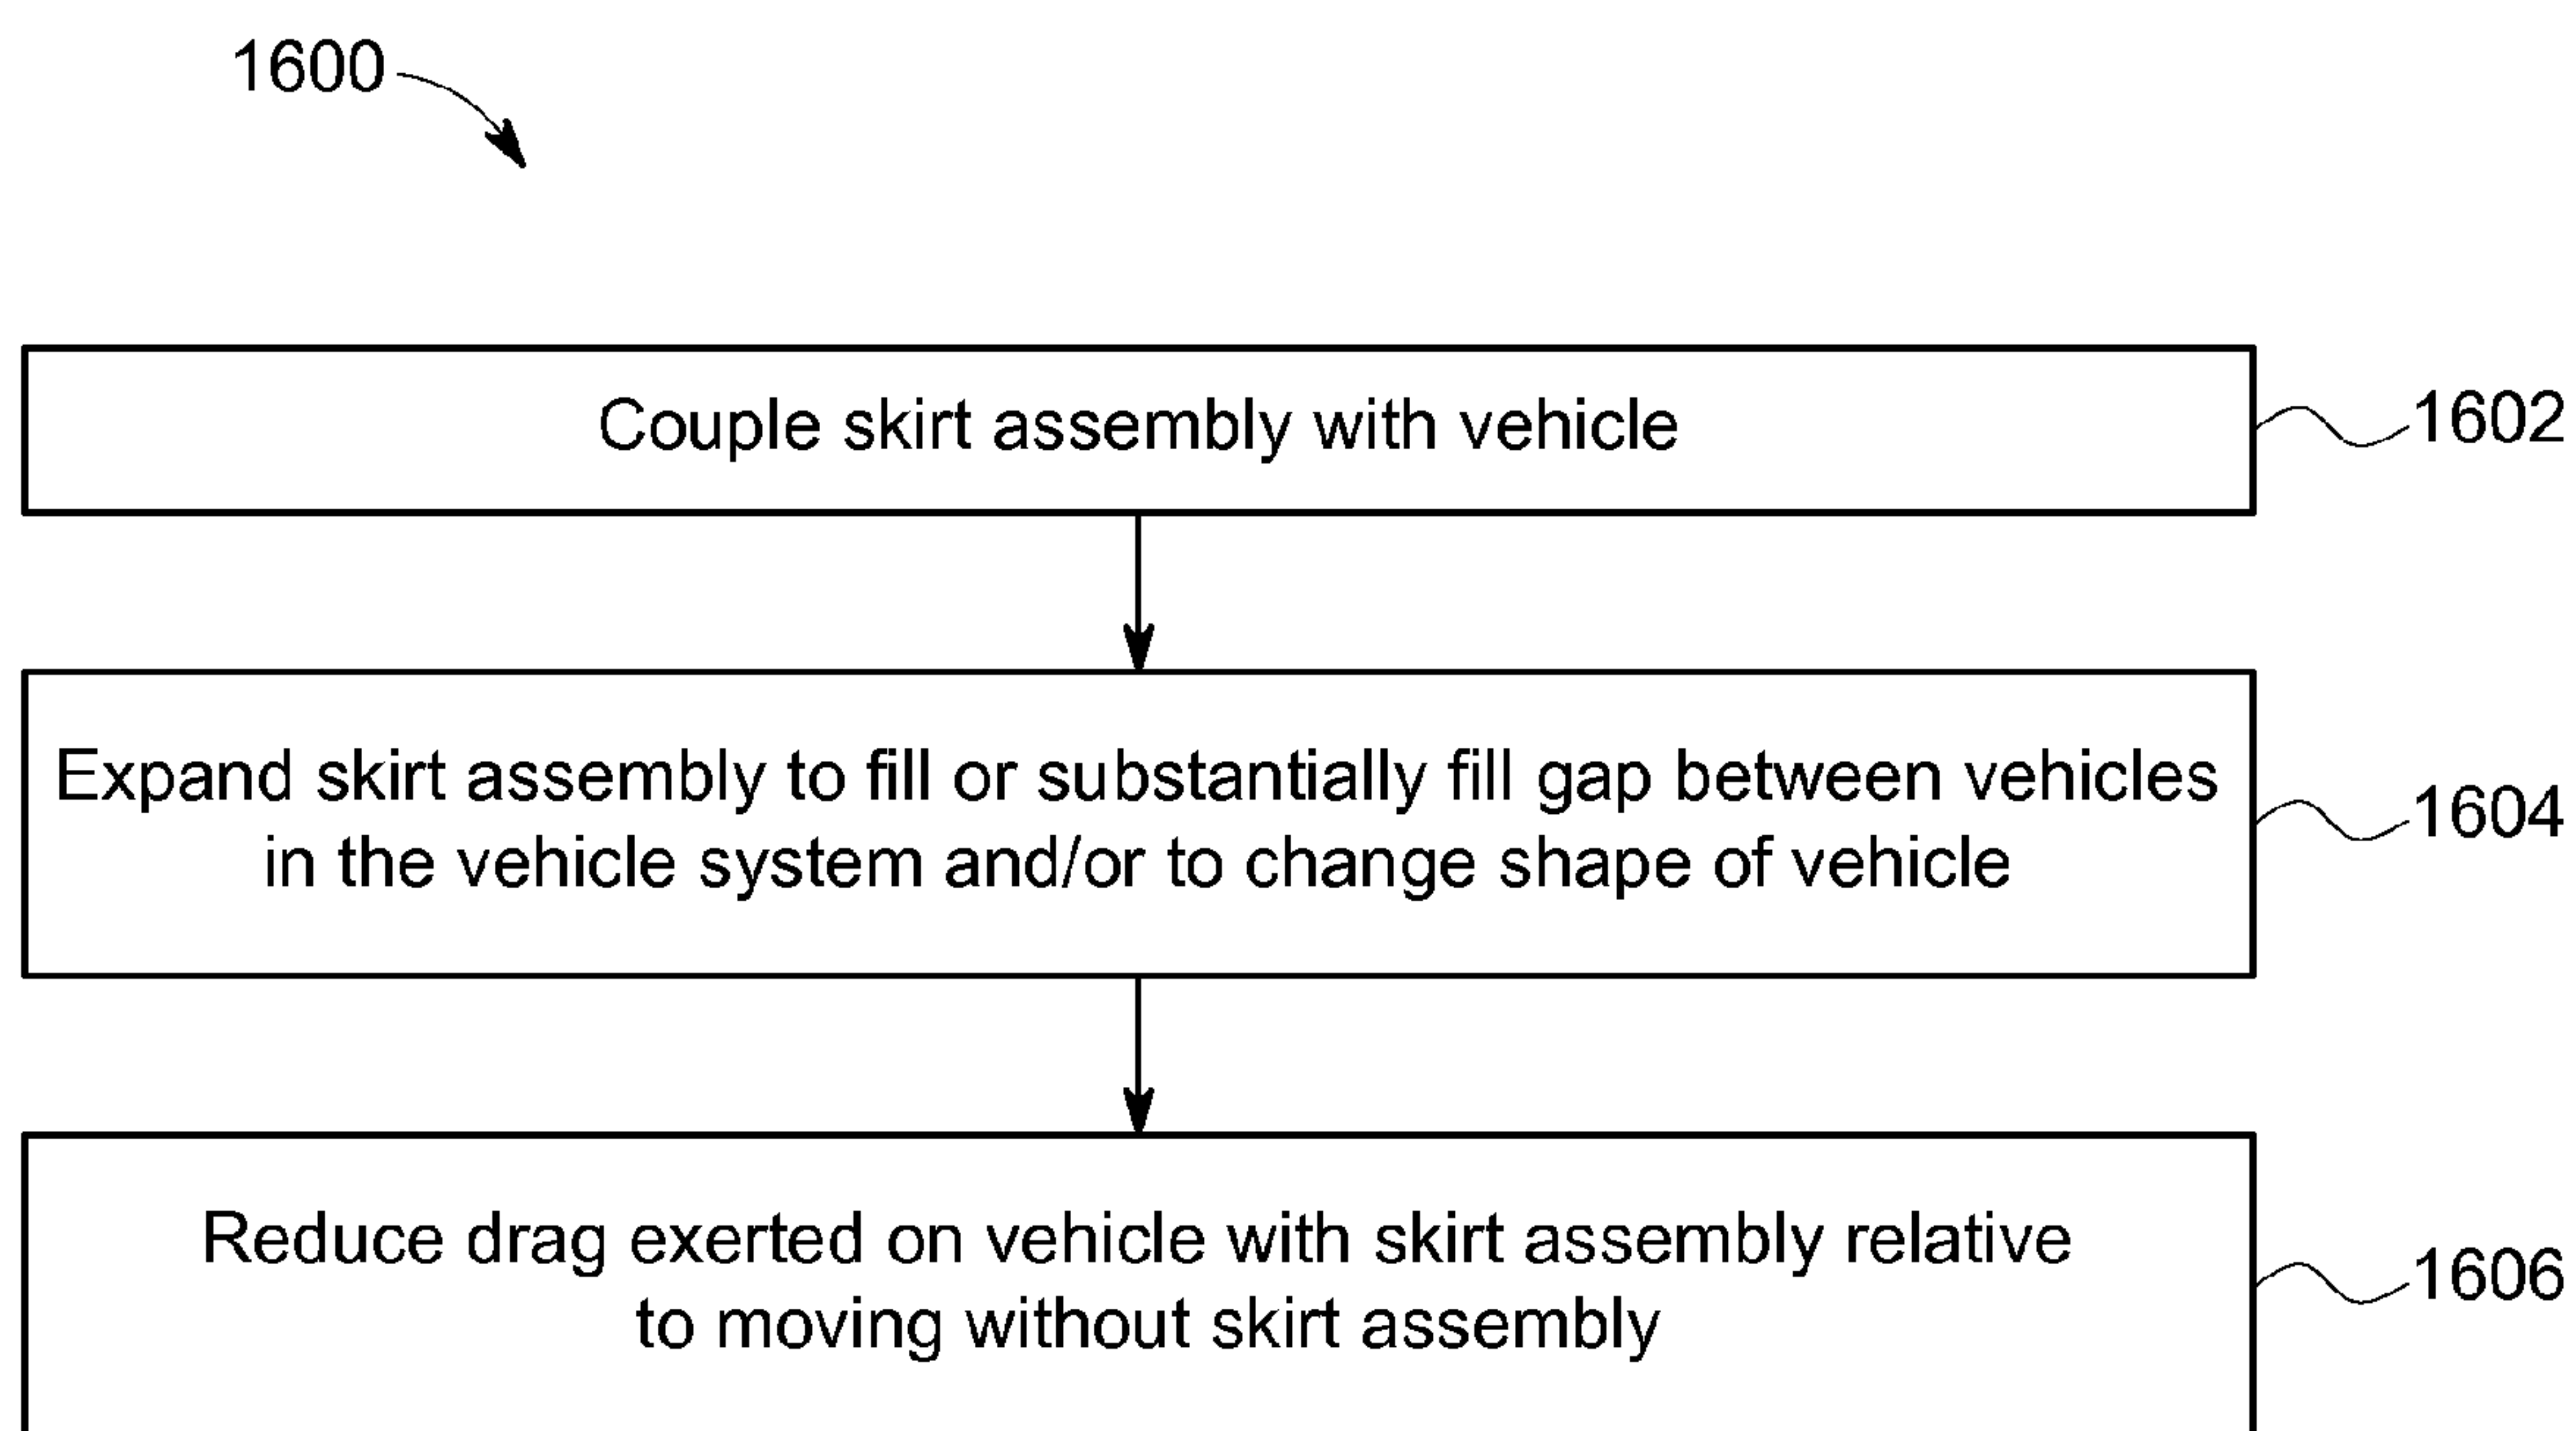 1600
Couple skirt assembly with vehicle
1602
Expand skirt assembly to fill or substantially fill gap between vehicles
in the vehicle system and/or to change shape of vehicle
1604
Reduce drag exerted on vehicle with skirt assembly relative
to moving without skirt assembly
1606